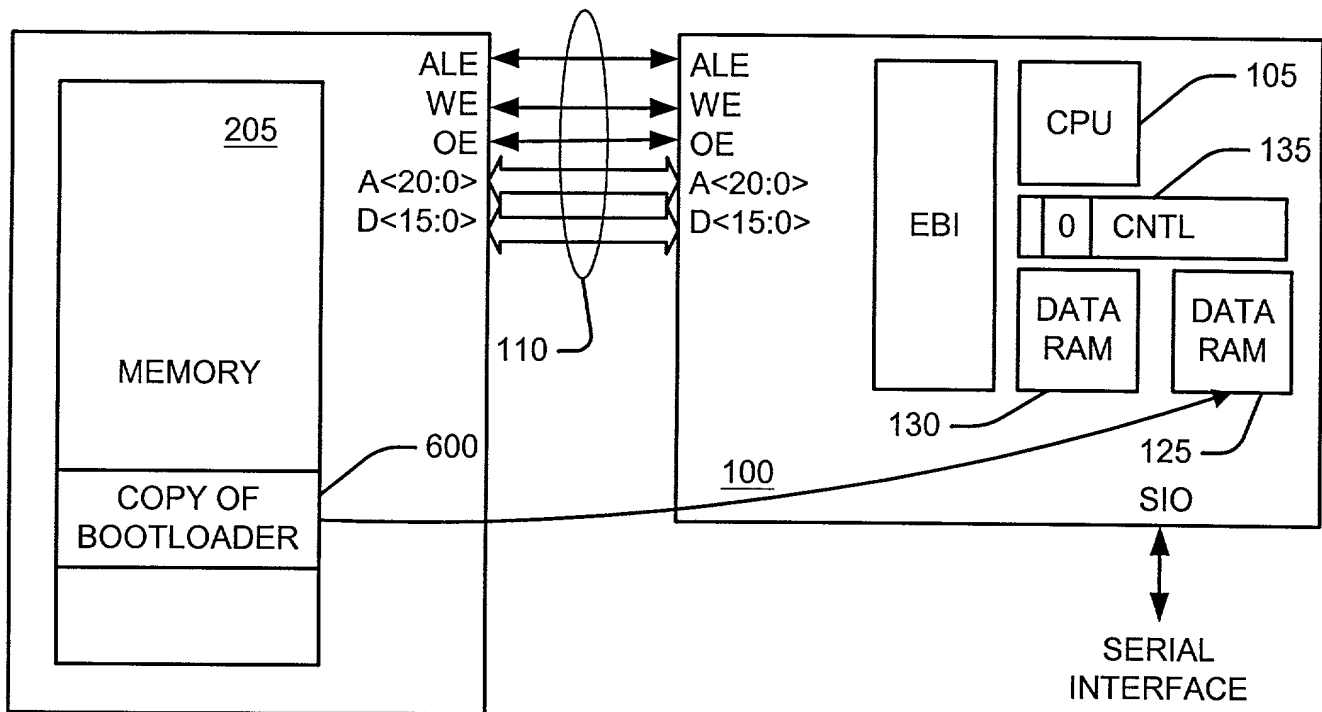 205
MEMORY
COPY OF
BOOTLOADER
600
ALE
WE
OE
A<20:0>
D<15:0>
110
ALE
WE
OE
A<20:0>
D<15:0>
EBI
CPU
105
135
0 CNTL
DATA
RAM
DATA
RAM
130
125
100
SIO
SERIAL
INTERFACE